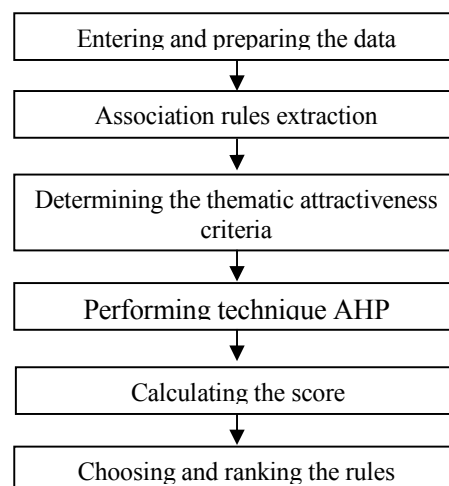 Entering and preparing the data
Association rules extraction
Determining the thematic attractiveness
criteria
Performing technique AHP
Calculating the score
Choosing and ranking the rules